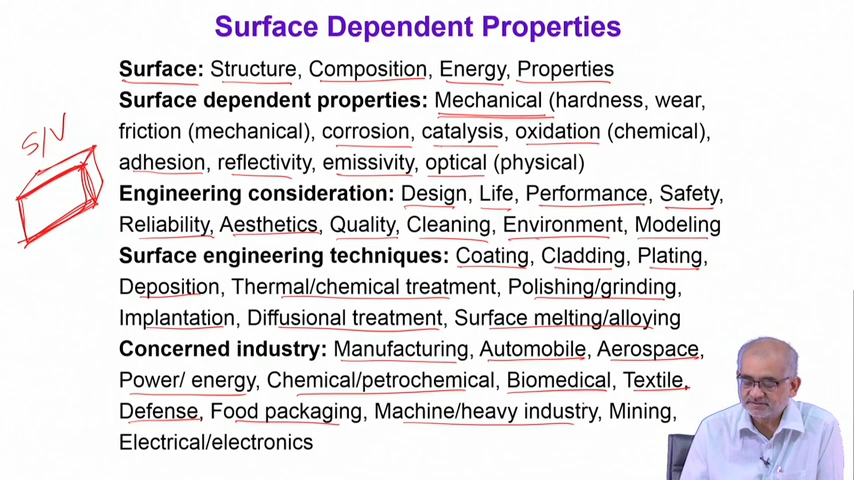 Surface Dependent Properties
Surface: Structure, Composition, Energy, Properties
Surface dependent properties: Mechanical (hardness, wear,
friction (mechanical), corrosion, catalysis, oxidation (chemical),
adhesion, reflectivity, emissivity, optical (physical)
Engineering consideration: Design, Life, Performance, Safety,
Reliability, Aesthetics, Quality, Cleaning, Environment, Modeling
Surface engineering techniques: Coating, Cladding, Plating,
Deposition, Thermal/chemical treatment, Polishing/grinding,
Implantation, Diffusional treatment, Surface melting/alloying
Concerned industry: Manufacturing, Automobile, Aerospace,
Power/ energy, Chemical/petrochemical, Biomedical, Textile,
Defense, Food packaging, Machine/heavy industry, Mining,
Electrical/electronics
S/V